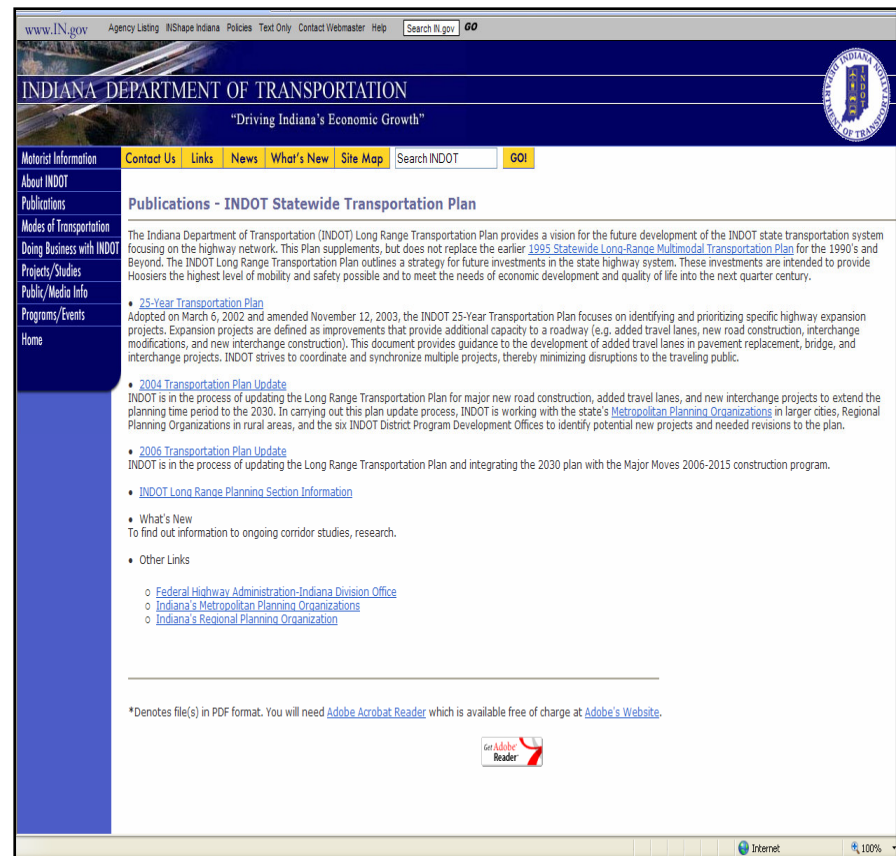 www.IN.gov Agency Listing INShape Indiana Policies Text Only Contact Webmaster Help Search IN.gov GO
INDIANA DEPARTMENT OF TRANSPORTATION
"Driving Indiana's Economic Growth"
INDIANA DEPARTMENT OF TRANSPORTATION
INDOT
Contact Us Links News What's New Site Map Search INDOT GO!
Motorist Information
About INDOT
Publications
Modes of Transportation
Doing Business with INDOT
Projects/Studies
Public/Media Info
Programs/Events
Home
Publications - INDOT Statewide Transportation Plan
The Indiana Department of Transportation (INDOT) Long Range Transportation Plan provides a vision for the future development of the INDOT state transportation system
focusing on the highway network. This Plan supplements, but does not replace the earlier 1995 Statewide Long-Range Multimodal Transportation Plan for the 1990's and
Beyond. The INDOT Long Range Transportation Plan outlines a strategy for future investments in the state highway system. These investments are intended to provide
Hoosiers the highest level of mobility and safety possible and to meet the needs of economic development and quality of life into the next quarter century.
• 25-Year Transportation Plan
Adopted on March 6, 2002 and amended November 12, 2003, the INDOT 25-Year Transportation Plan focuses on identifying and prioritizing specific highway expansion
projects. Expansion projects are defined as improvements that provide additional capacity to a roadway (e.g. added travel lanes, new road construction, interchange
modifications, and new interchange construction). This document provides guidance to the development of added travel lanes in pavement replacement, bridge, and
interchange projects. INDOT strives to coordinate and synchronize multiple projects, thereby minimizing disruptions to the traveling public.
• 2004 Transportation Plan Update
INDOT is in the process of updating the Long Range Transportation Plan for major new road construction, added travel lanes, and new interchange projects to extend the
planning time period to the 2030. In carrying out this plan update process, INDOT is working with the state's Metropolitan Planning Organizations in larger cities, Regional
Planning Organizations in rural areas, and the six INDOT District Program Development Offices to identify potential new projects and needed revisions to the plan.
• 2006 Transportation Plan Update
INDOT is in the process of updating the Long Range Transportation Plan and integrating the 2030 plan with the Major Moves 2006-2015 construction program.
• INDOT Long Range Planning Section Information
• What's New
To find out information to ongoing corridor studies, research.
• Other Links
o Federal Highway Administration-Indiana Division Office
o Indiana's Metropolitan Planning Organizations
o Indiana's Regional Planning Organization
*Denotes file(s) in PDF format. You will need Adobe Acrobat Reader which is available free of charge at Adobe's Website.
Get Adobe
Reader
Internet 100%